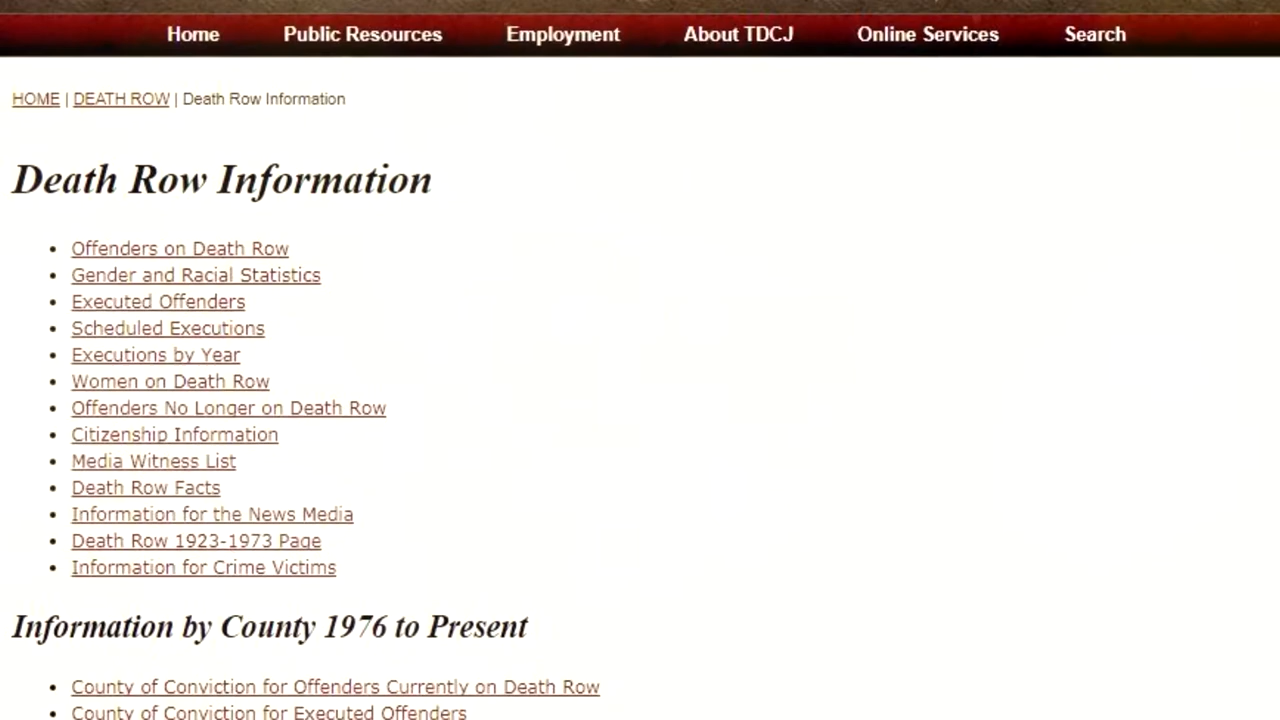 Home Public Resources Employment About TDCJ Online Services Search
HOME | DEATH ROW | Death Row Information
Death Row Information
Offenders on Death Row
Gender and Racial Statistics
Executed Offenders
Scheduled Executions
Executions by Year
Women on Death Row
Offenders No Longer on Death Row
Citizenship Information
Media Witness List
Death Row Facts
Information for the News Media
Death Row 1923-1973 Page
Information for Crime Victims
Information by County 1976 to Present
County of Conviction for Offenders Currently on Death Row
County of Conviction for Executed Offenders